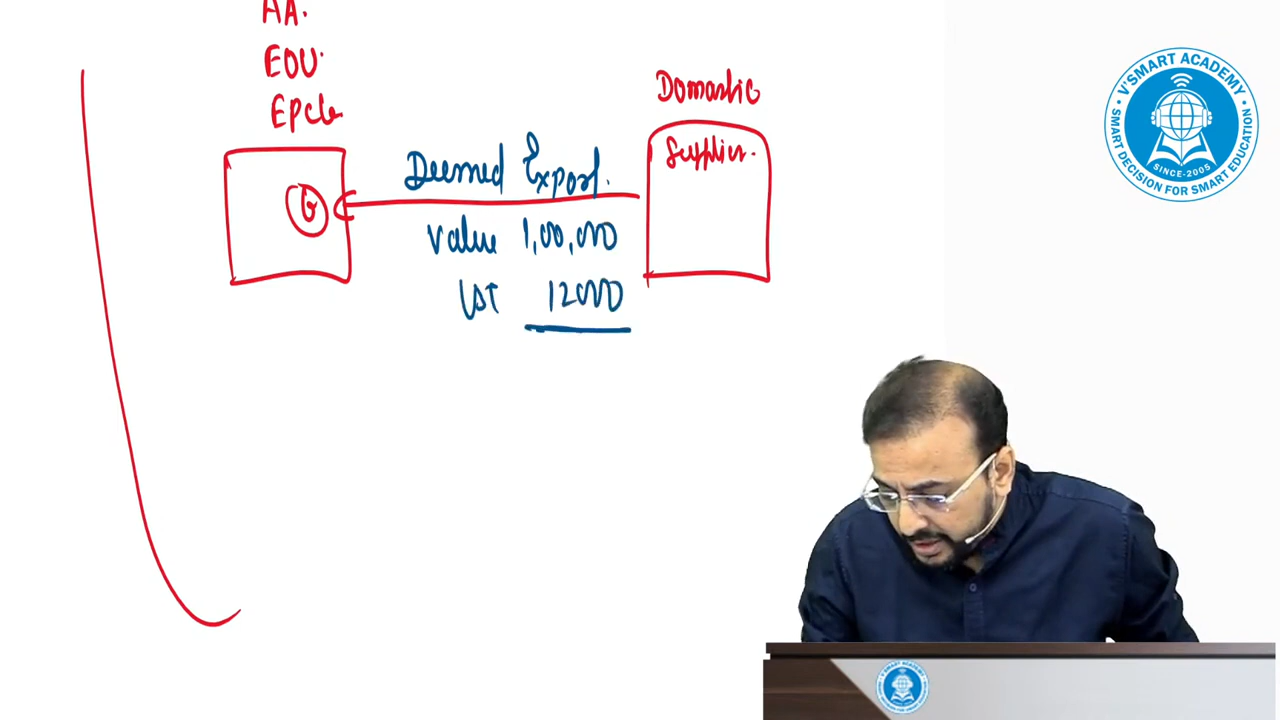 AA.
EOU.
EPCG
Domastic
Supplier.
G
Deemed Export.
Value 1,00,000
GST 12000
V'SMART ACADEMY
SMART DECISION FOR SMART EDUCATION
SINCE-2005